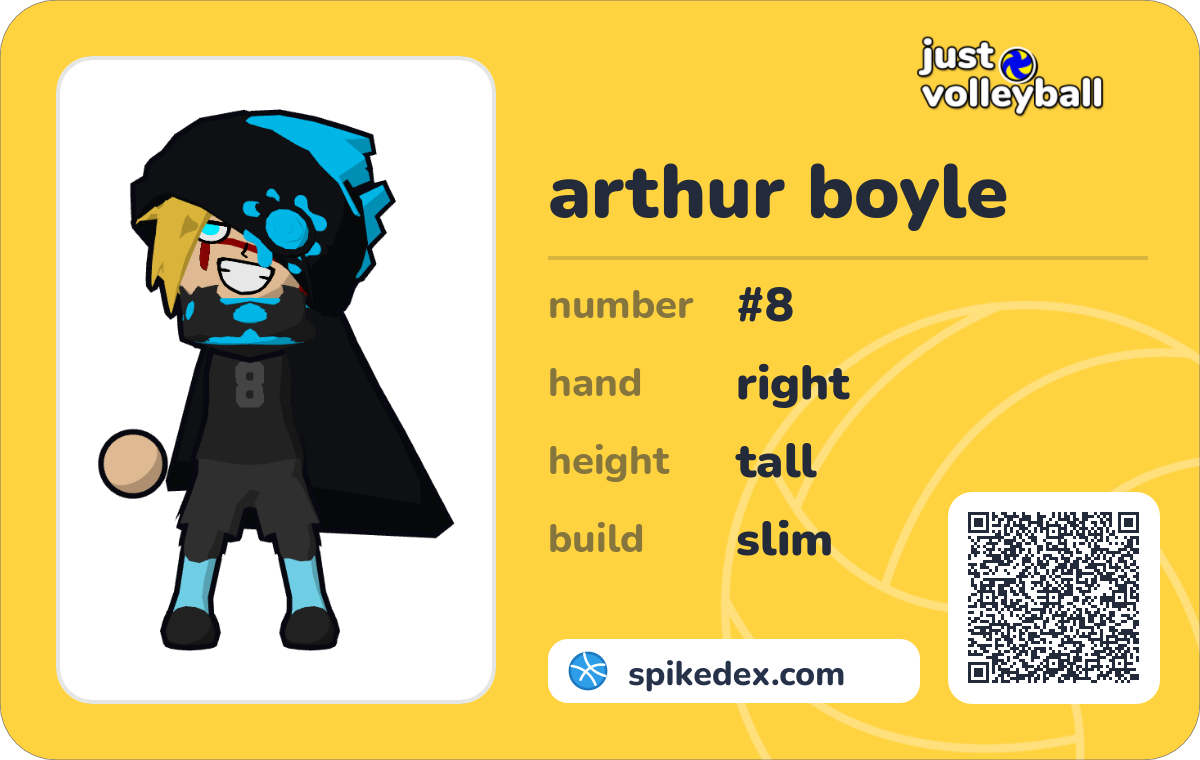 just
volleyball
arthur boyle
number #8
hand right
height tall
build slim
8
spikedex.com